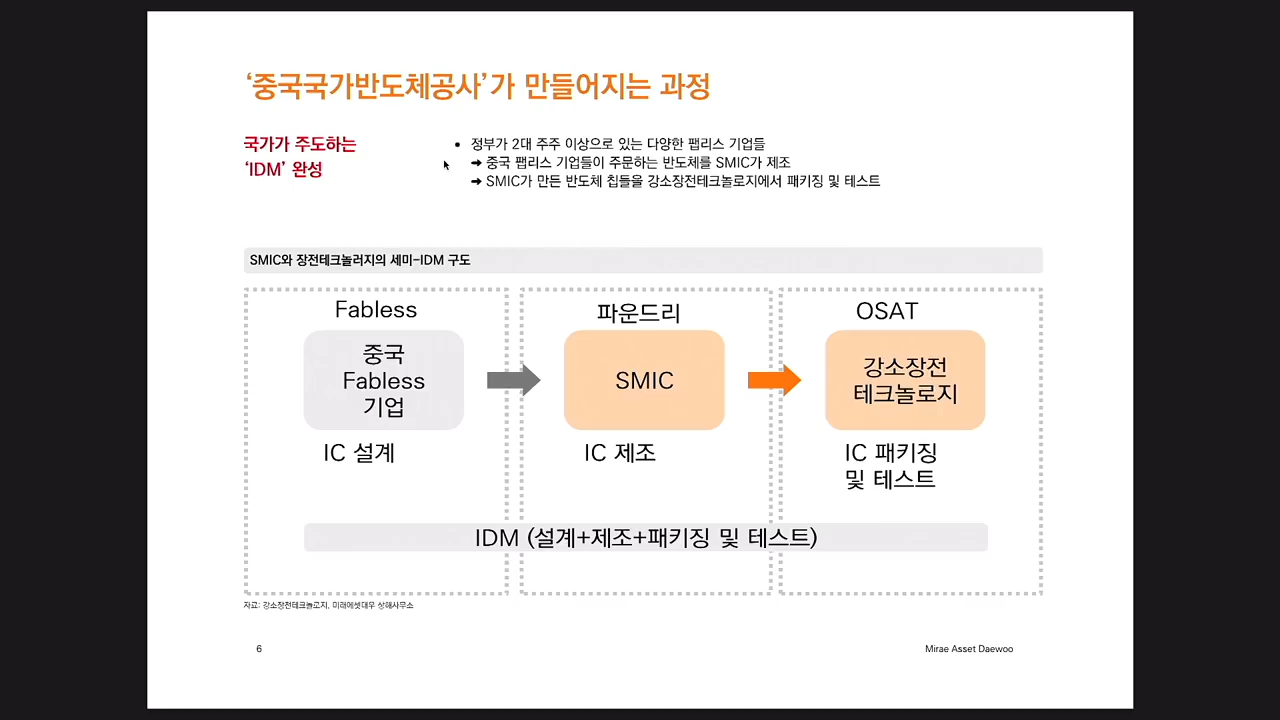 ‘중국국가반도체공사’가 만들어지는 과정
국가가 주도하는
‘IDM’ 완성
• 정부가 2대 주주 이상으로 있는 다양한 팹리스 기업들
➔ 중국 팹리스 기업들이 주문하는 반도체를 SMIC가 제조
➔ SMIC가 만든 반도체 칩들을 강소장전테크놀로지에서 패키징 및 테스트
SMIC와 장전테크놀러지의 세미-IDM 구도
Fabless
중국
Fabless
기업
IC 설계
파운드리
SMIC
IC 제조
OSAT
강소장전
테크놀로지
IC 패키징
및 테스트
IDM (설계+제조+패키징 및 테스트)
자료: 강소장전테크놀로지, 미래에셋대우 상해사무소
6
Mirae Asset Daewoo